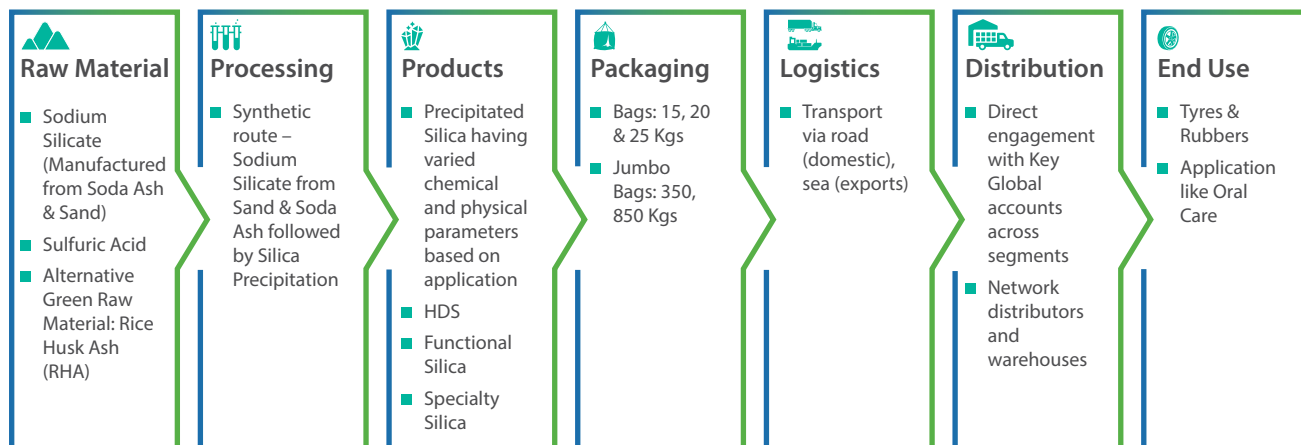 Raw Material
Sodium
Silicate
(Manufactured
from Soda Ash
& Sand)
Sulfuric Acid
Alternative
Green Raw
Material: Rice
Husk Ash
(RHA)
Processing
Synthetic
route –
Sodium
Silicate from
Sand & Soda
Ash followed
by Silica
Precipitation
Products
Precipitated
Silica having
varied
chemical
and physical
parameters
based on
application
HDS
Functional
Silica
Specialty
Silica
Packaging
Bags: 15, 20
& 25 Kgs
Jumbo
Bags: 350,
850 Kgs
Logistics
Transport
via road
(domestic),
sea (exports)
Distribution
Direct
engagement
with Key
Global
accounts
across
segments
Network
distributors
and
warehouses
End Use
Tyres &
Rubbers
Application
like Oral
Care